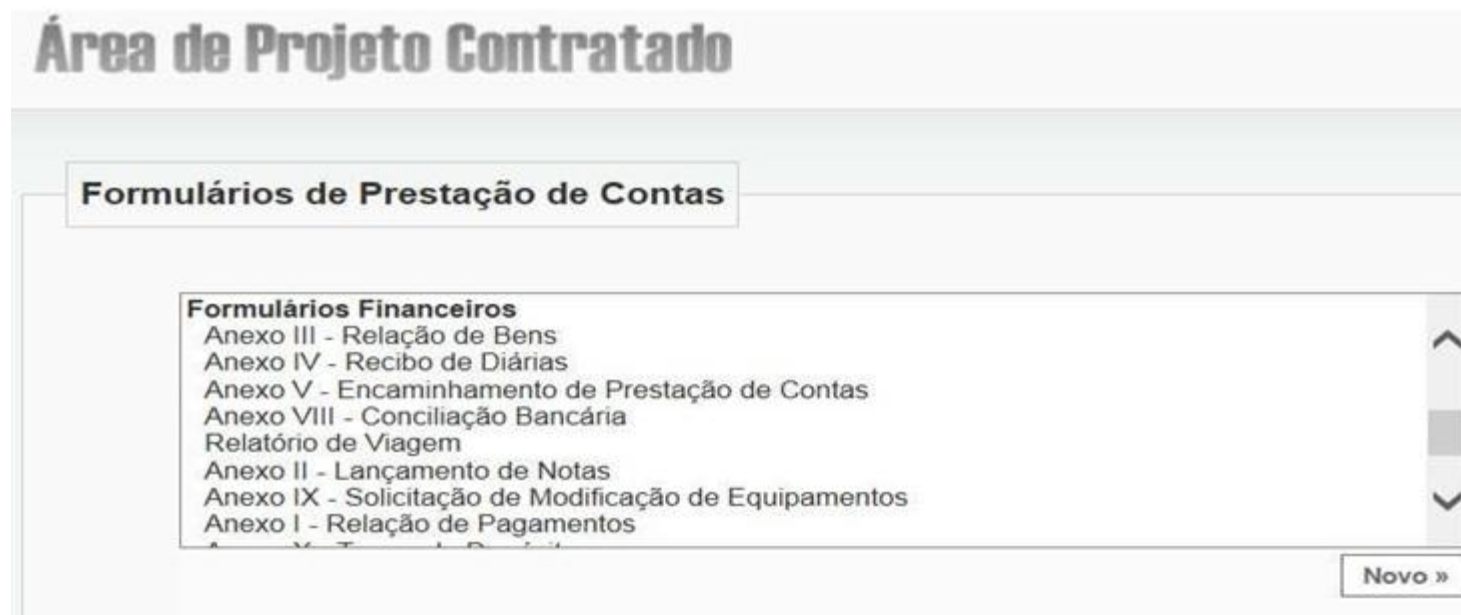 Área de Projeto Contratado
Formulários de Prestação de Contas
Formulários Financeiros
Anexo III - Relação de Bens
Anexo IV - Recibo de Diárias
Anexo V - Encaminhamento de Prestação de Contas
Anexo VIII - Conciliação Bancária
Relatório de Viagem
Anexo II - Lançamento de Notas
Anexo IX - Solicitação de Modificação de Equipamentos
Anexo I - Relação de Pagamentos
Novo »